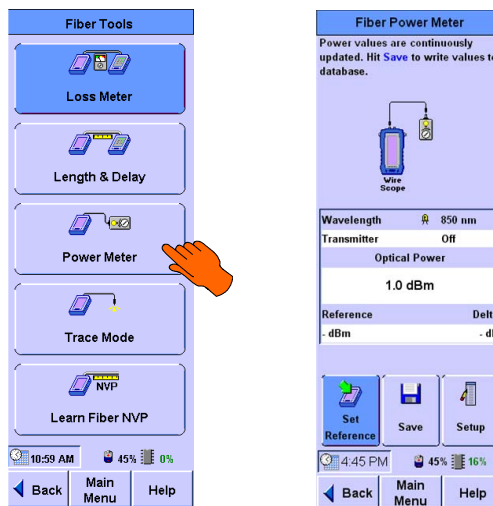 Fiber Tools
Loss Meter
Length & Delay
Power Meter
Trace Mode
NVP
Learn Fiber NVP
10:59 AM 45% 0%
Back
Main
Menu
Help
Fiber Power Meter
Power values are continuously
updated. Hit Save to write values to
database.
Wire
Scope
Wavelength 850 nm
Transmitter Off
Optical Power
1.0 dBm
Reference Delt
- dBm - d
Set
Reference
Save
Setup
4:45 PM 45% 16%
Back
Main
Menu
Help